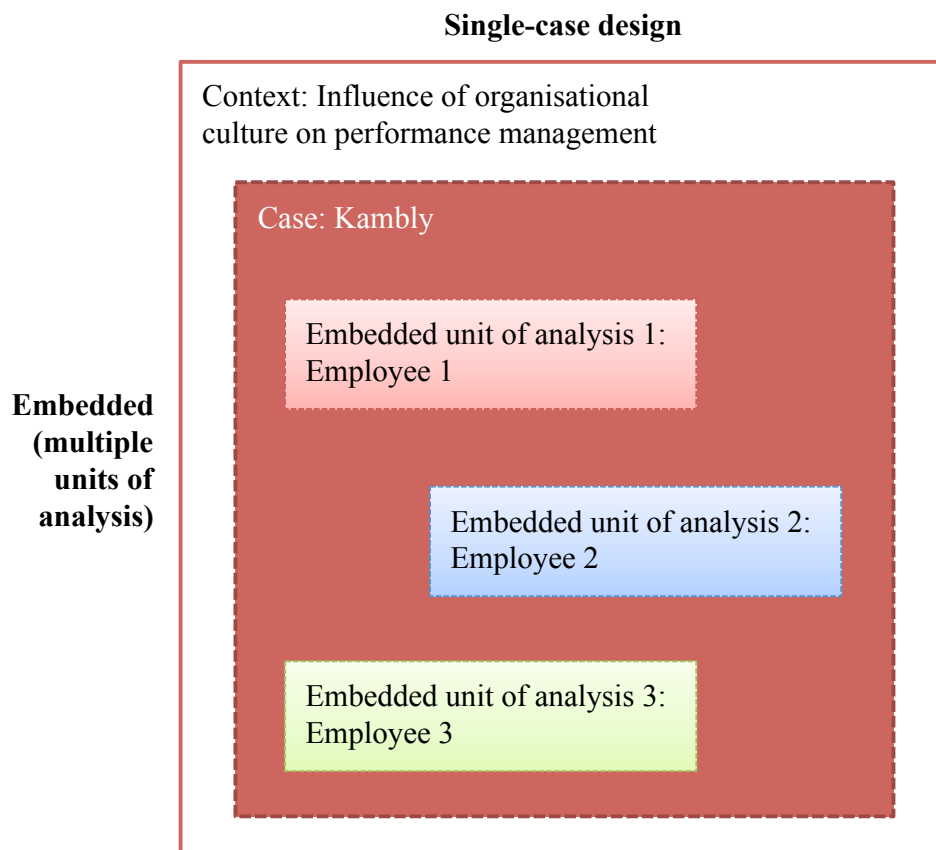 Single-case design
Context: Influence of organisational
culture on performance management
Case: Kambly
Embedded unit of analysis 1:
Employee 1
Embedded
(multiple
units of
analysis)
Embedded unit of analysis 2:
Employee 2
Embedded unit of analysis 3:
Employee 3